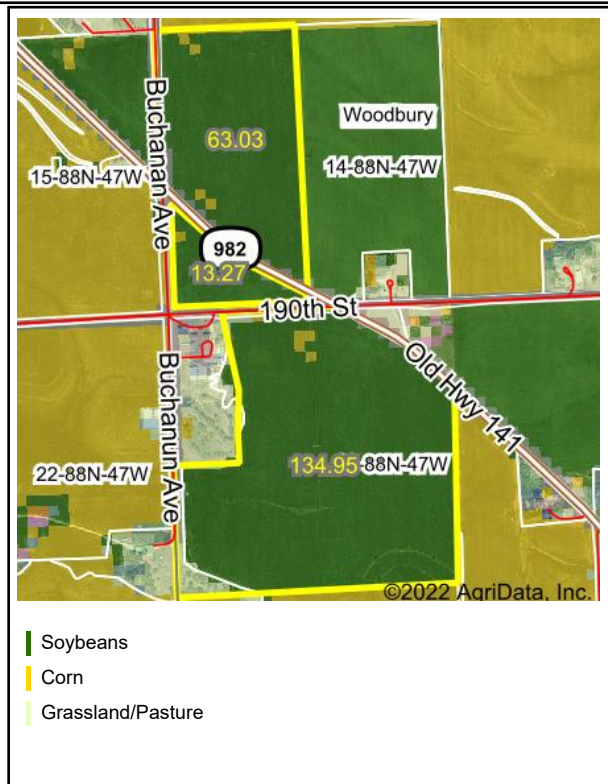 Buchanan Ave
63.03
Woodbury
15-88N-47W
14-88N-47W
982
13.27
190th St
Old Hwy 141
Buchanun Ave
134.95
-88N-47W
22-88N-47W
©2022 AgriData, Inc.
Soybeans
Corn
Grassland/Pasture